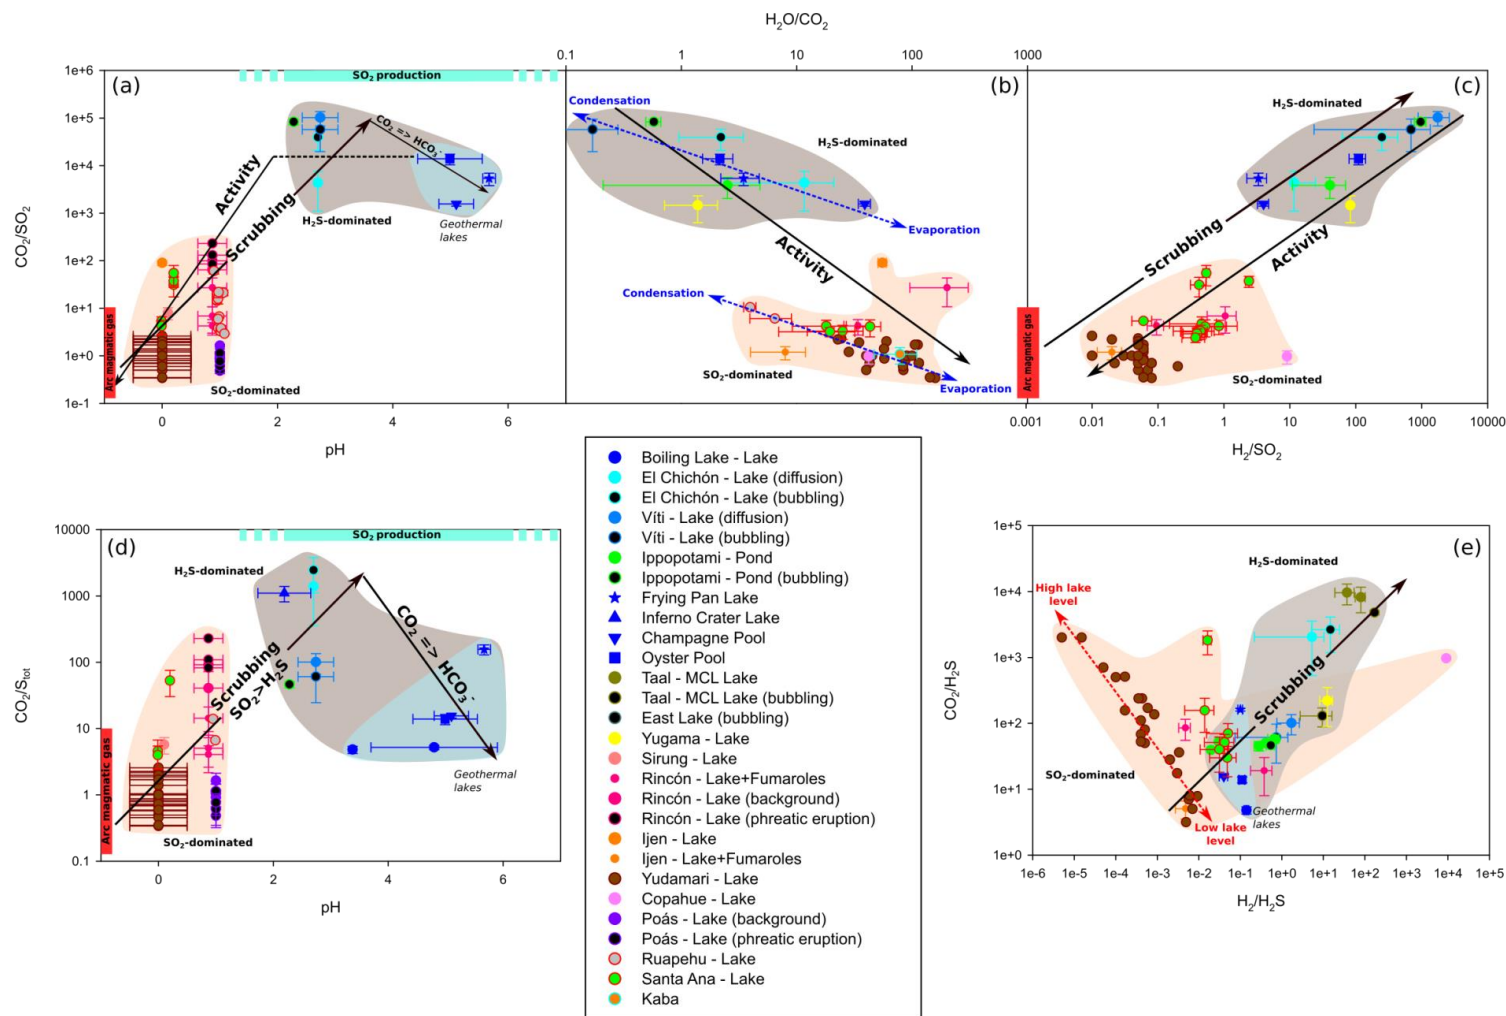 H2O/CO2
0.1
1
10
100
1000
1e+6
1e+5
1e+4
1e+3
1e+2
1e+1
1e+0
1e-1
CO2/SO2
(a)
SO2 production
CO2 => HCO3-
Activity
Scrubbing
H2S-dominated
Geothermal
lakes
SO2-dominated
Arc magmatic gas
0
2
4
6
8
pH
(b)
Condensation
H2S-dominated
Evaporation
Activity
Condensation
SO2-dominated
Evaporation
(c)
H2S-dominated
Scrubbing
Activity
SO2-dominated
Arc magmatic gas
0.001
0.01
0.1
1
10
100
1000
10000
H2/SO2
10000
1000
100
10
1
0.1
CO2/Stot
(d)
SO2 production
H2S-dominated
Scrubbing
SO2>H2S
CO2 => HCO3-
Geothermal
lakes
SO2-dominated
Arc magmatic gas
0
2
4
6
pH
Boiling Lake - Lake
El Chichón - Lake (diffusion)
El Chichón - Lake (bubbling)
Víti - Lake (diffusion)
Víti - Lake (bubbling)
Ippopotami - Pond
Ippopotami - Pond (bubbling)
Frying Pan Lake
Inferno Crater Lake
Champagne Pool
Oyster Pool
Taal - MCL Lake
Taal - MCL Lake (bubbling)
East Lake (bubbling)
Yugama - Lake
Sirung - Lake
Rincón - Lake+Fumaroles
Rincón - Lake (background)
Rincón - Lake (phreatic eruption)
Ijen - Lake
Ijen - Lake+Fumaroles
Yudamari - Lake
Copahue - Lake
Poás - Lake (background)
Poás - Lake (phreatic eruption)
Ruapehu - Lake
Santa Ana - Lake
Kaba
1e+5
1e+4
1e+3
1e+2
1e+1
1e+0
CO2/H2S
(e)
H2S-dominated
High lake
level
Scrubbing
SO2-dominated
Low lake
level
Geothermal
lakes
1e-6
1e-5
1e-4
1e-3
1e-2
1e-1
1e+0
1e+1
1e+2
1e+3
1e+4
1e+5
H2/H2S